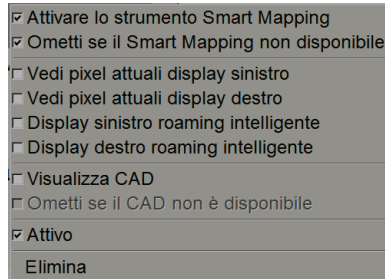 Attivare lo strumento Smart Mapping
Ometti se il Smart Mapping non disponibile
Vedi pixel attuali display sinistro
Vedi pixel attuali display destro
Display sinistro roaming intelligente
Display destro roaming intelligente
Visualizza CAD
Ometti se il CAD non è disponibile
Attivo
Elimina